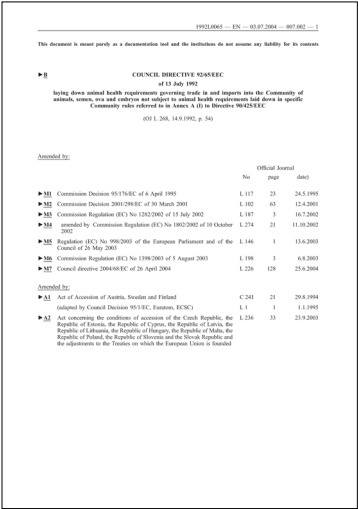 1992L0065 — EN — 03.07.2004 — 007.002 — 1
This document is meant purely as a documentation tool and the institutions do not assume any liability for its contents
►B COUNCIL DIRECTIVE 92/65/EEC
of 13 July 1992
laying down animal health requirements governing trade in and imports into the Community of
animals, semen, ova and embryos not subject to animal health requirements laid down in specific
Community rules referred to in Annex A (I) to Directive 90/425/EEC
(OJ L 268, 14.9.1992, p. 54)
Amended by:
Official Journal
No page date)
►M1 Commission Decision 95/176/EC of 6 April 1995 L 117 23 24.5.1995
►M2 Commission Decision 2001/298/EC of 30 March 2001 L 102 63 12.4.2001
►M3 Commission Regulation (EC) No 1282/2002 of 15 July 2002 L 187 3 16.7.2002
►M4 amended by Commission Regulation (EC) No 1802/2002 of 10 October L 274 21 11.10.2002
2002
►M5 Regulation (EC) No 998/2003 of the European Parliament and of the L 146 1 13.6.2003
Council of 26 May 2003
►M6 Commission Regulation (EC) No 1398/2003 of 5 August 2003 L 198 3 6.8.2003
►M7 Council directive 2004/68/EC of 26 April 2004 L 226 128 25.6.2004
Amended by:
►A1 Act of Accession of Austria, Sweden and Finland C 241 21 29.8.1994
(adapted by Council Decision 95/1/EC, Euratom, ECSC) L 1 1 1.1.1995
►A2 Act concerning the conditions of accession of the Czech Republic, the L 236 33 23.9.2003
Republic of Estonia, the Republic of Cyprus, the Republic of Latvia, the
Republic of Lithuania, the Republic of Hungary, the Republic of Malta, the
Republic of Poland, the Republic of Slovenia and the Slovak Republic and
the adjustments to the Treaties on which the European Union is founded